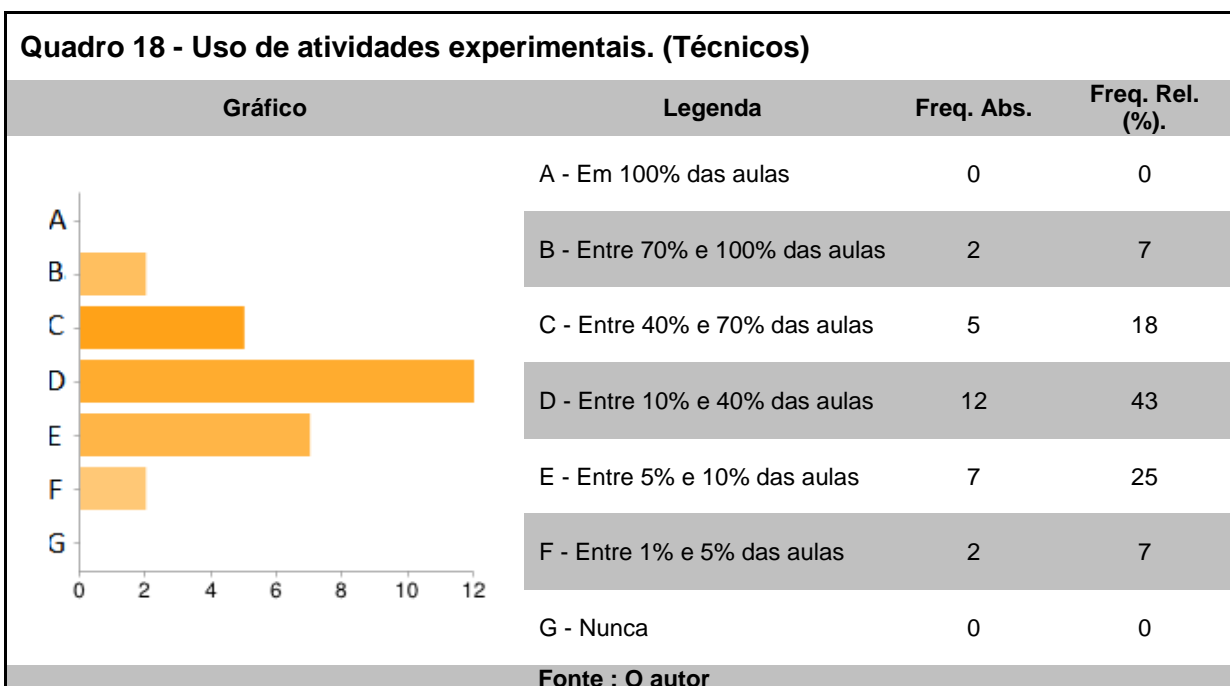 Quadro 18 - Uso de atividades experimentais. (Técnicos)
Gráfico Legenda Freq. Abs. Freq. Rel. (%).
A
B
C
D
E
F
G
0 2 4 6 8 10 12
A - Em 100% das aulas 0 0
B - Entre 70% e 100% das aulas 2 7
C - Entre 40% e 70% das aulas 5 18
D - Entre 10% e 40% das aulas 12 43
E - Entre 5% e 10% das aulas 7 25
F - Entre 1% e 5% das aulas 2 7
G - Nunca 0 0
Fonte : O autor